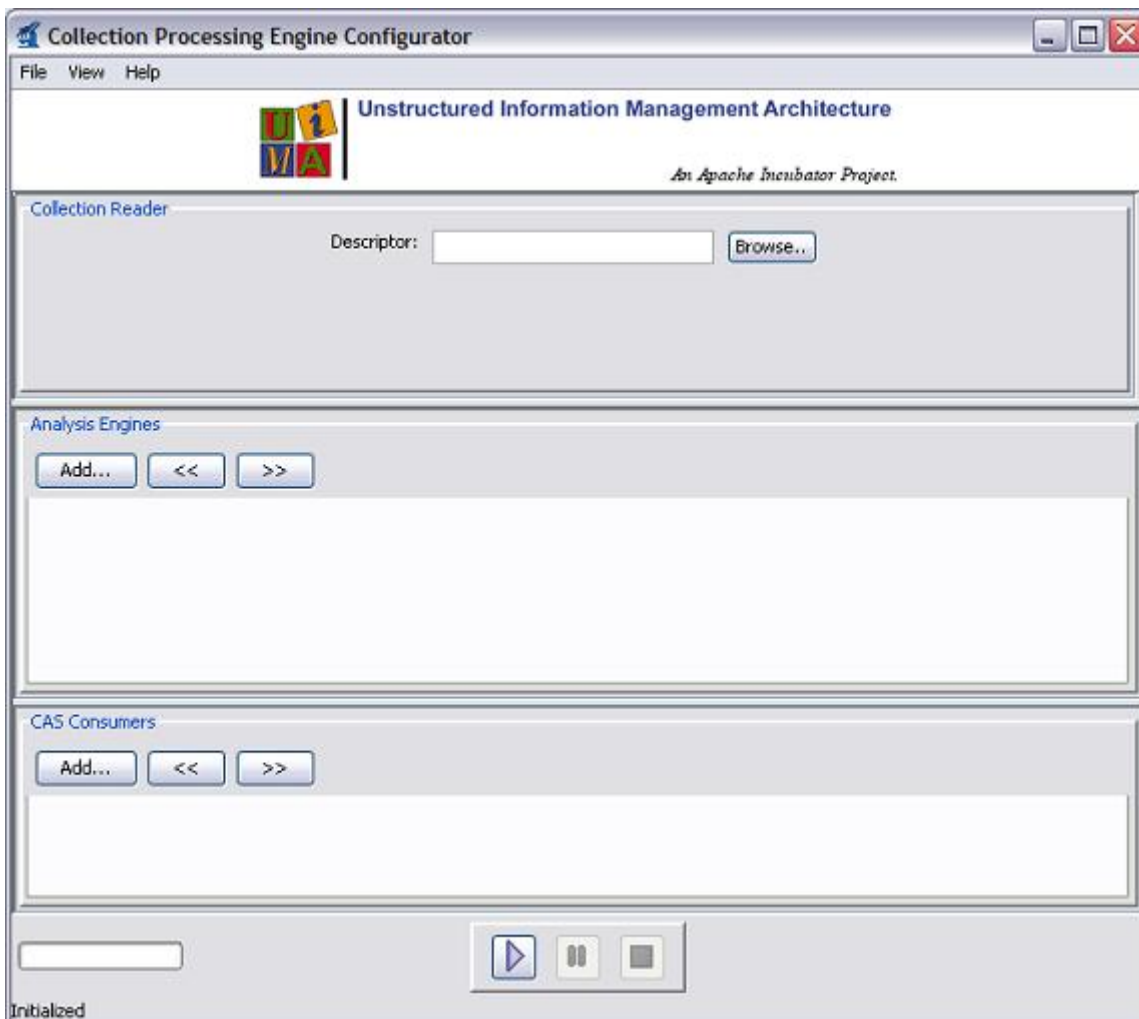 Collection Processing Engine Configurator
File View Help
UiMA
Unstructured Information Management Architecture
An Apache Incubator Project.
Collection Reader
Descriptor: Browse..
Analysis Engines
Add... << >>
CAS Consumers
Add... << >>
Initialized